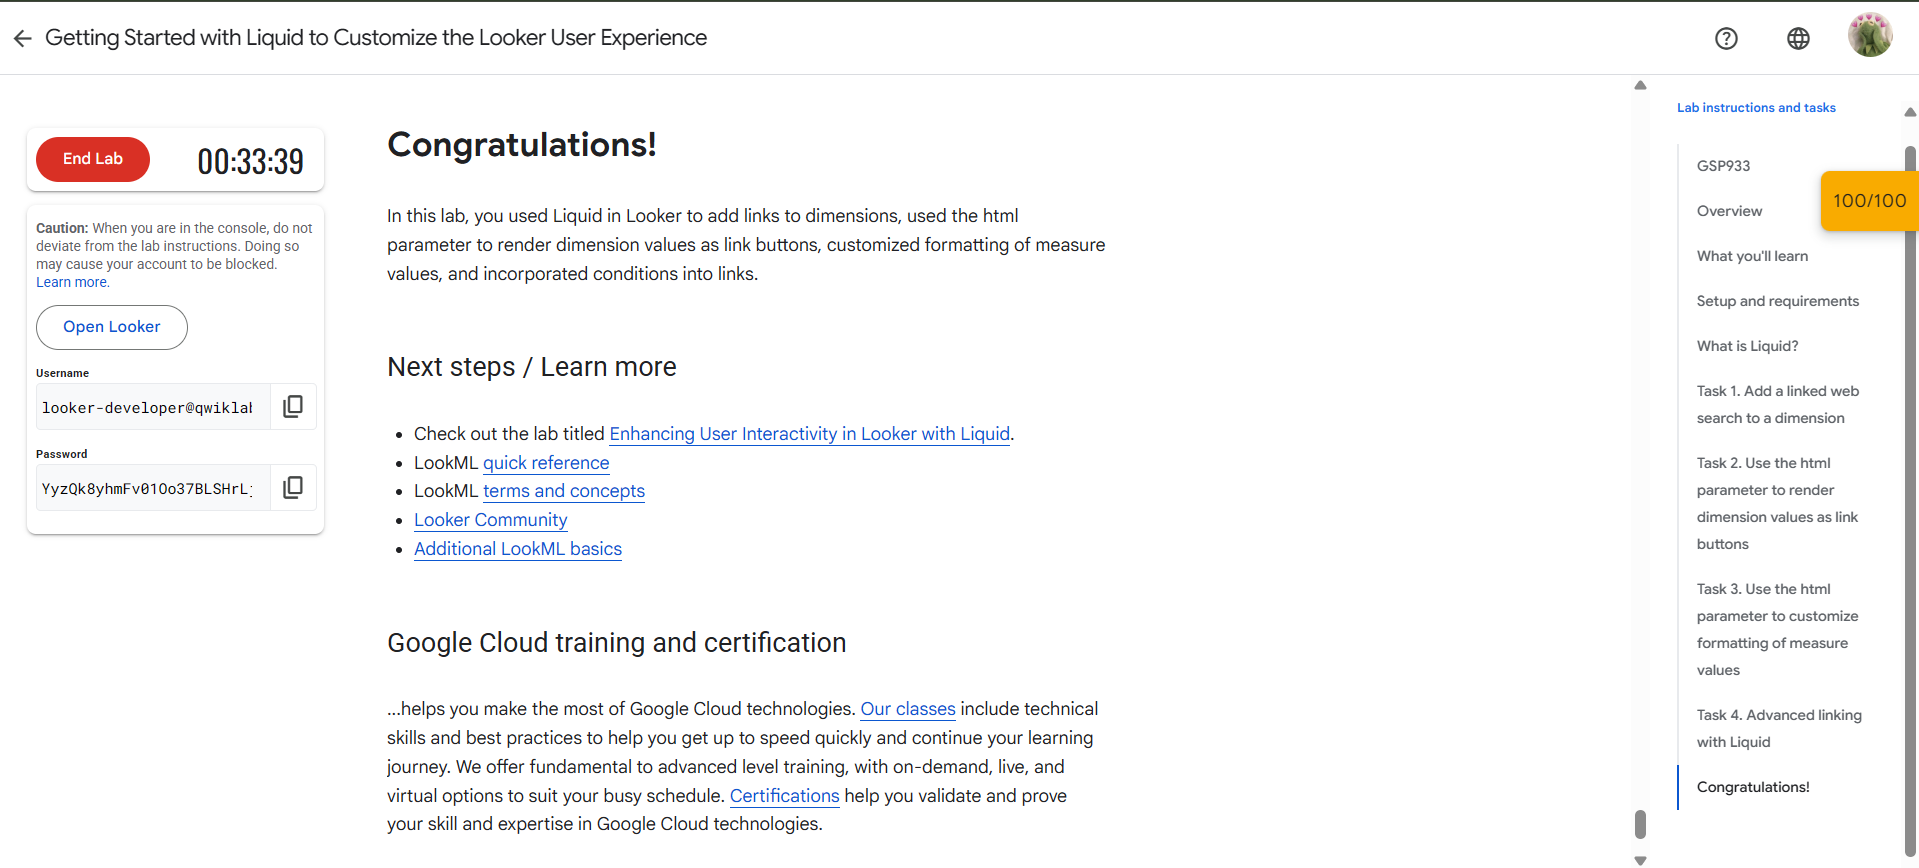 Getting Started with Liquid to Customize the Looker User Experience
End Lab
00:33:39
Caution: When you are in the console, do not
deviate from the lab instructions. Doing so
may cause your account to be blocked.
Learn more.
Open Looker
Username
looker-developer@qwiklab
Password
YyzQk8yhmFv01Oo37BLSHrL
Congratulations!
In this lab, you used Liquid in Looker to add links to dimensions, used the html
parameter to render dimension values as link buttons, customized formatting of measure
values, and incorporated conditions into links.
Next steps / Learn more
• Check out the lab titled Enhancing User Interactivity in Looker with Liquid.
• LookML quick reference
• LookML terms and concepts
• Looker Community
• Additional LookML basics
Google Cloud training and certification
...helps you make the most of Google Cloud technologies. Our classes include technical
skills and best practices to help you get up to speed quickly and continue your learning
journey. We offer fundamental to advanced level training, with on-demand, live, and
virtual options to suit your busy schedule. Certifications help you validate and prove
your skill and expertise in Google Cloud technologies.
Lab instructions and tasks
GSP933
100/100
Overview
What you'll learn
Setup and requirements
What is Liquid?
Task 1. Add a linked web
search to a dimension
Task 2. Use the html
parameter to render
dimension values as link
buttons
Task 3. Use the html
parameter to customize
formatting of measure
values
Task 4. Advanced linking
with Liquid
Congratulations!